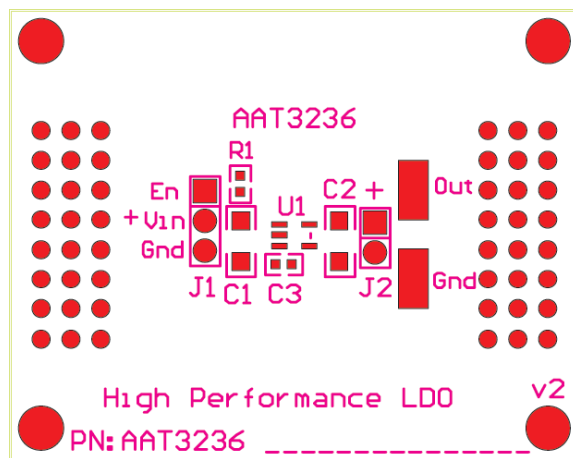 AAT3236
R1
En
C2 +
Out
U1
+ Vin
Gnd
Gnd
J1
C1
C3
J2
High Performance LDO
v2
PN: AAT3236 ______________